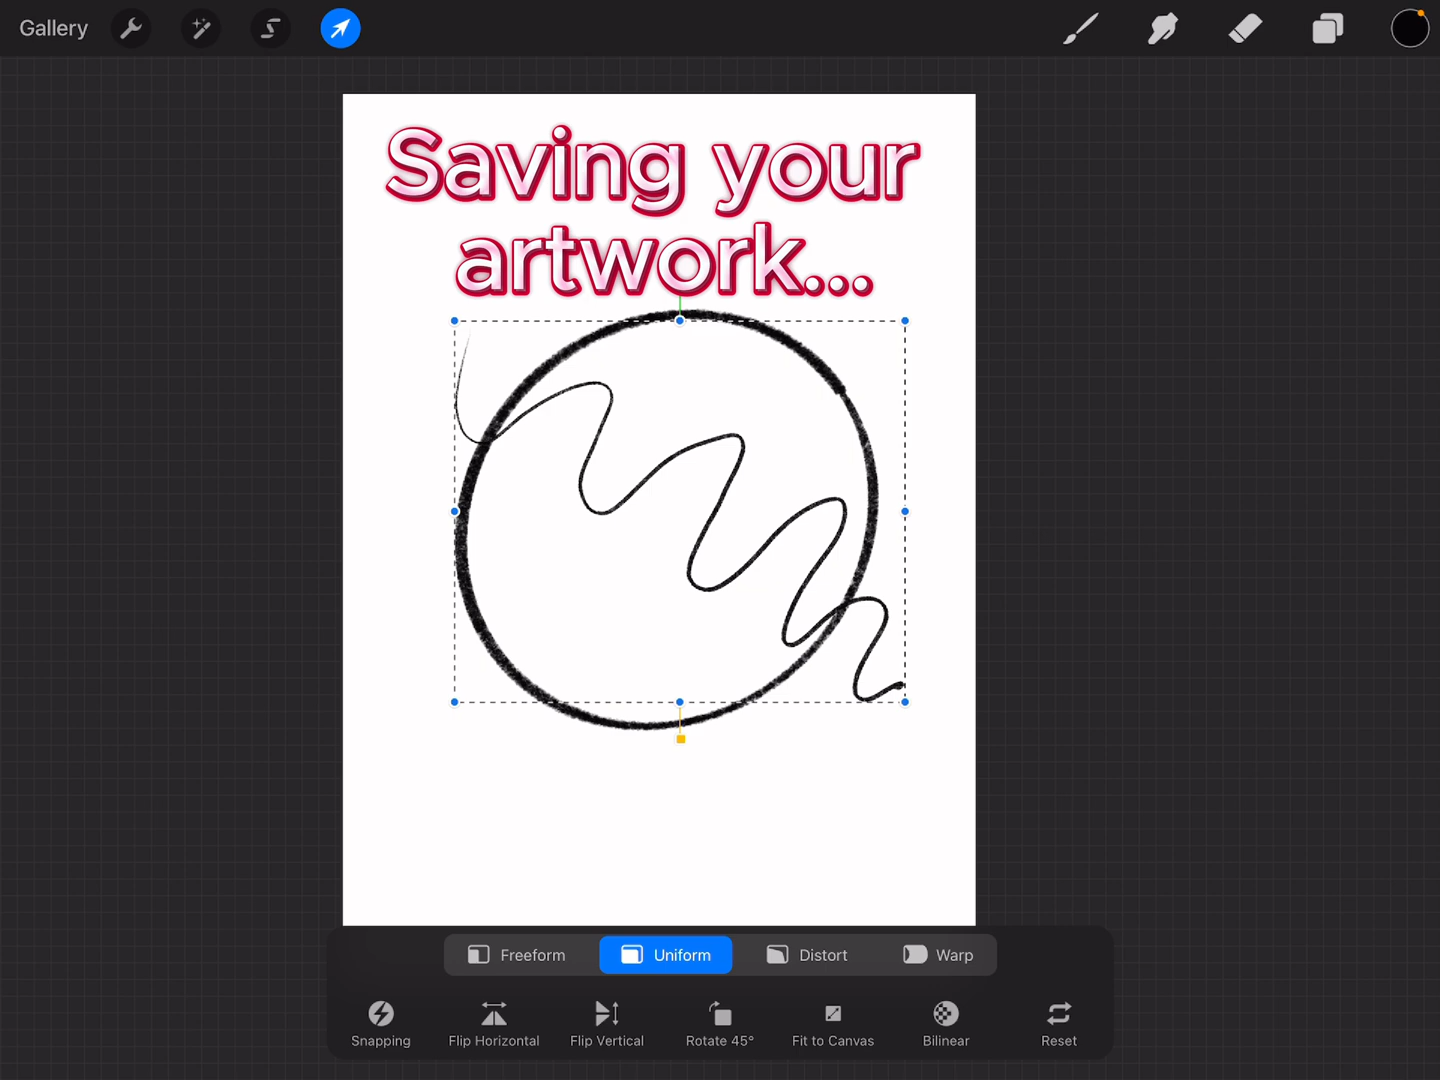 Gallery
Saving your
artwork...
Freeform Uniform Distort Warp
Snapping Flip Horizontal Flip Vertical Rotate 45° Fit to Canvas Bilinear Reset